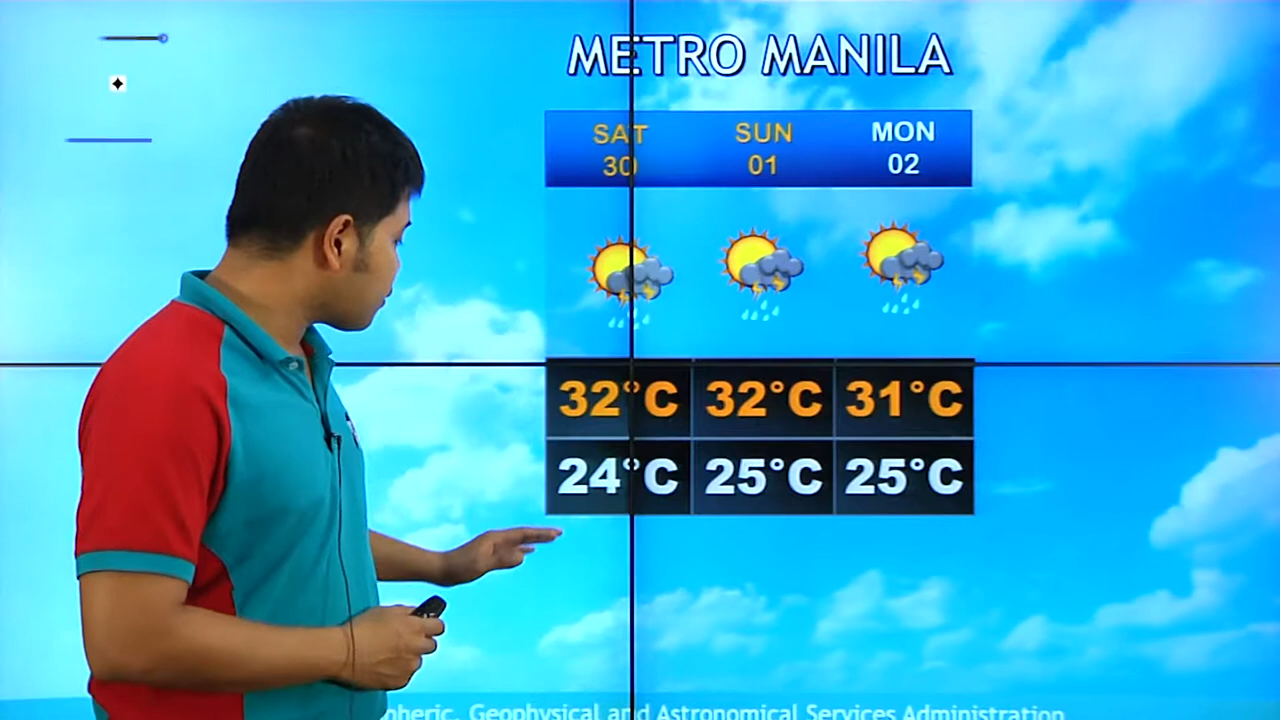 METRO MANILA
SAT SUN MON
30 01 02
32°C 32°C 31°C
24°C 25°C 25°C
Geophysical and Astronomical Services Administration